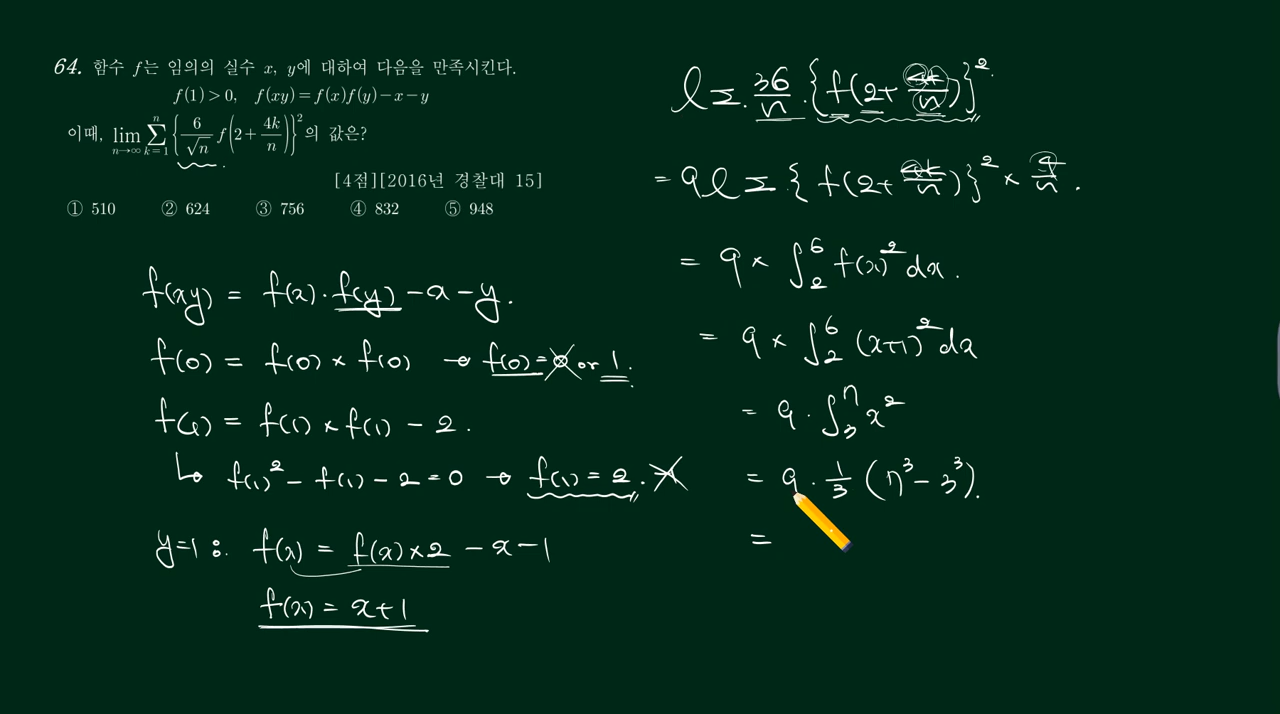 64. 함수 f는 임의의 실수 x, y에 대하여 다음을 만족시킨다.
f(1)>0, f(xy)=f(x)f(y)−x−y
이때, lim n→∞ Σ k=1 n {6/√n f(2+4k/n)}² 의 값은?
[4점][2016년 경찰대 15]
① 510 ② 624 ③ 756 ④ 832 ⑤ 948
f(xy) = f(x)·f(y) −x −y.
f(0) = f(0) × f(0) → f(0)=0 or 1.
f(1) = f(1) × f(1) − 2.
↳ f(1)² − f(1) − 2 = 0 → f(1) = 2. −1
y=1 : f(x) = f(x)×2 − x − 1
f(x) = x+1
l Σ. 36/n · {f(2+4k/n)}².
= 9 l Σ {f(2+4k/n)}² × 4/n.
= 9 × ∫₂⁶ f(x)² dx.
= 9 × ∫₂⁶ (x+1)² dx
= 9 · ∫₃⁷ x²
= 9 · 1/3 (7³ − 3³).
=